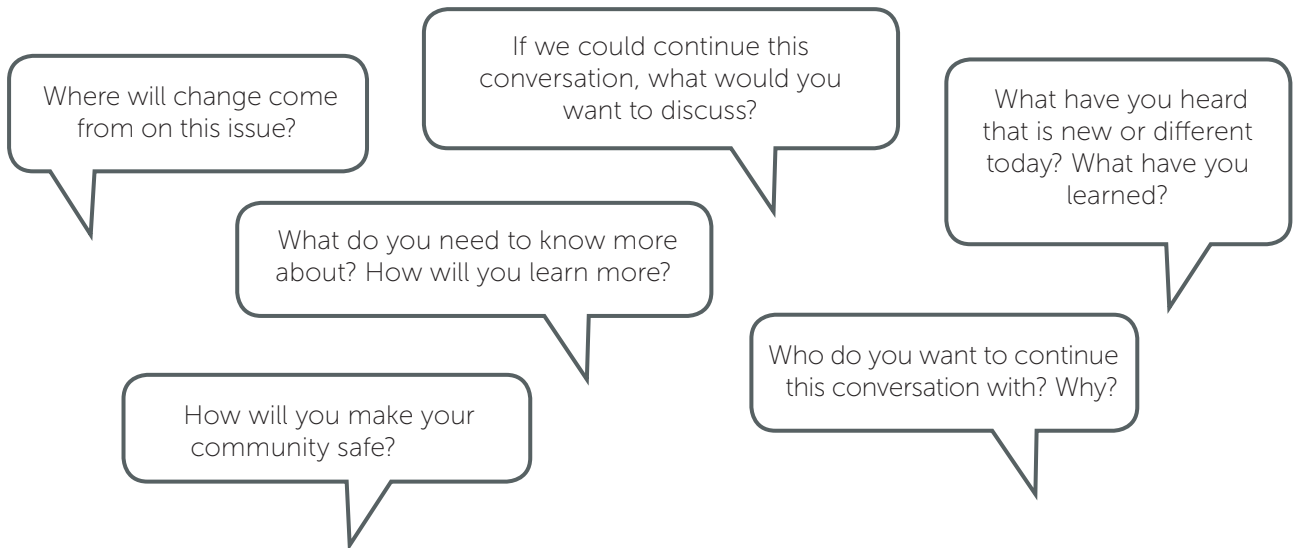 Where will change come
from on this issue?
If we could continue this
conversation, what would you
want to discuss?
What have you heard
that is new or different
today? What have you
learned?
What do you need to know more
about? How will you learn more?
Who do you want to continue
this conversation with? Why?
How will you make your
community safe?